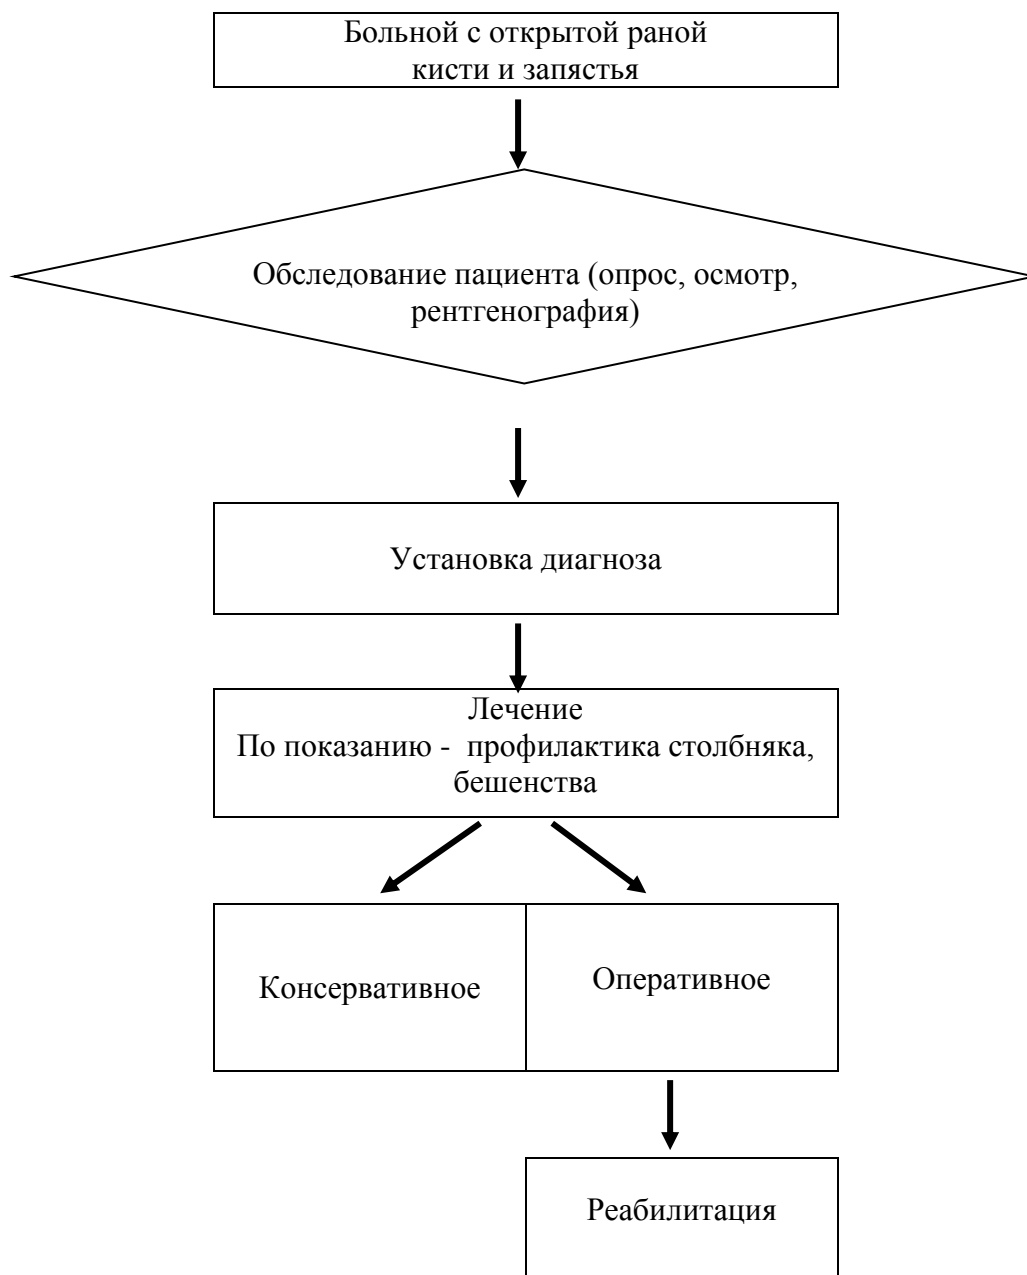 Больной с открытой раной
кисти и запястья
Обследование пациента (опрос, осмотр,
рентгенография)
Установка диагноза
Лечение
По показанию - профилактика столбняка,
бешенства
Консервативное
Оперативное
Реабилитация